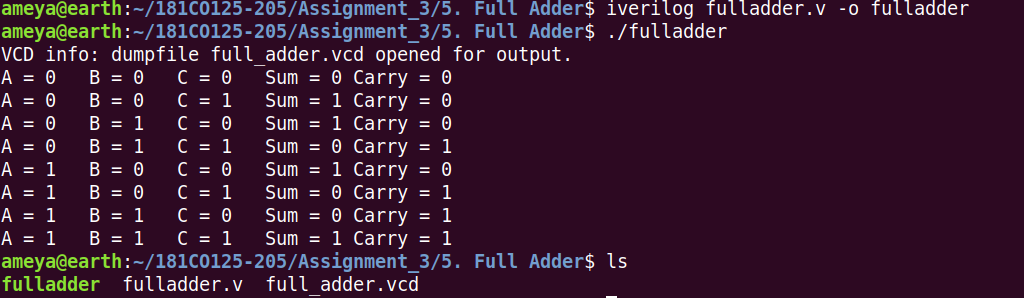 ameya@earth:~/181CO125-205/Assignment_3/5. Full Adder$ iverilog fulladder.v -o fulladder
ameya@earth:~/181CO125-205/Assignment_3/5. Full Adder$ ./fulladder
VCD info: dumpfile full_adder.vcd opened for output.
A = 0   B = 0   C = 0   Sum = 0 Carry = 0
A = 0   B = 0   C = 1   Sum = 1 Carry = 0
A = 0   B = 1   C = 0   Sum = 1 Carry = 0
A = 0   B = 1   C = 1   Sum = 0 Carry = 1
A = 1   B = 0   C = 0   Sum = 1 Carry = 0
A = 1   B = 0   C = 1   Sum = 0 Carry = 1
A = 1   B = 1   C = 0   Sum = 0 Carry = 1
A = 1   B = 1   C = 1   Sum = 1 Carry = 1
ameya@earth:~/181CO125-205/Assignment_3/5. Full Adder$ ls
fulladder  fulladder.v  full_adder.vcd